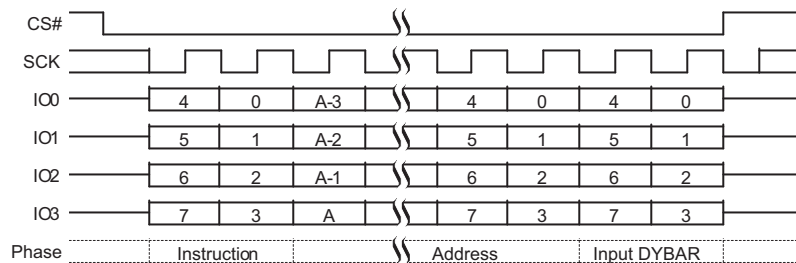 CS#
SCK
IO0 4 0 A-3 4 0 4 0
IO1 5 1 A-2 5 1 5 1
IO2 6 2 A-1 6 2 6 2
IO3 7 3 A 7 3 7 3
Phase Instruction Address Input DYBAR